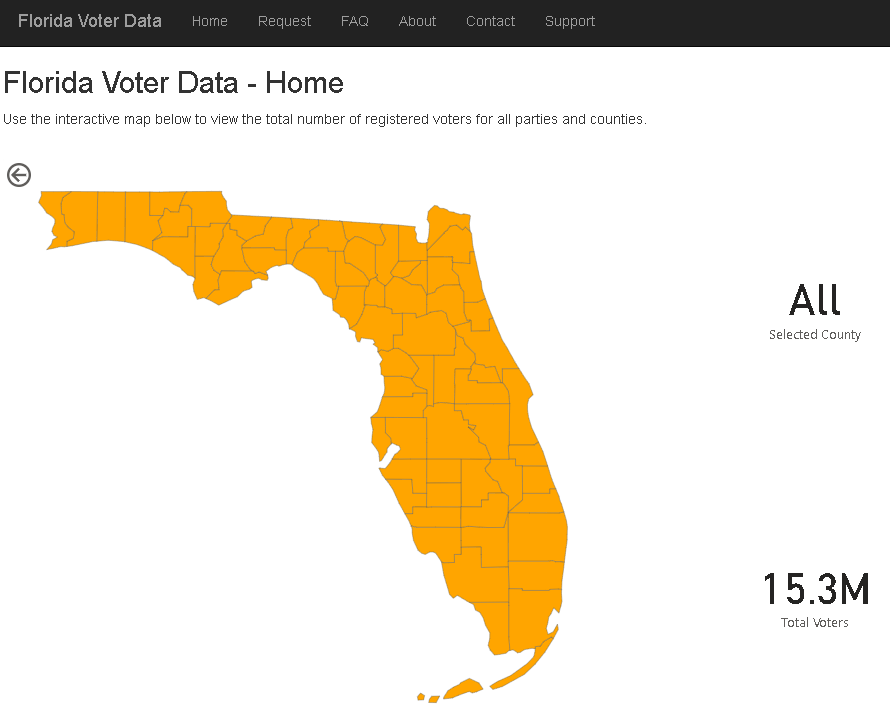 Florida Voter Data Home Request FAQ About Contact Support
Florida Voter Data - Home
Use the interactive map below to view the total number of registered voters for all parties and counties.
All
Selected County
15.3M
Total Voters